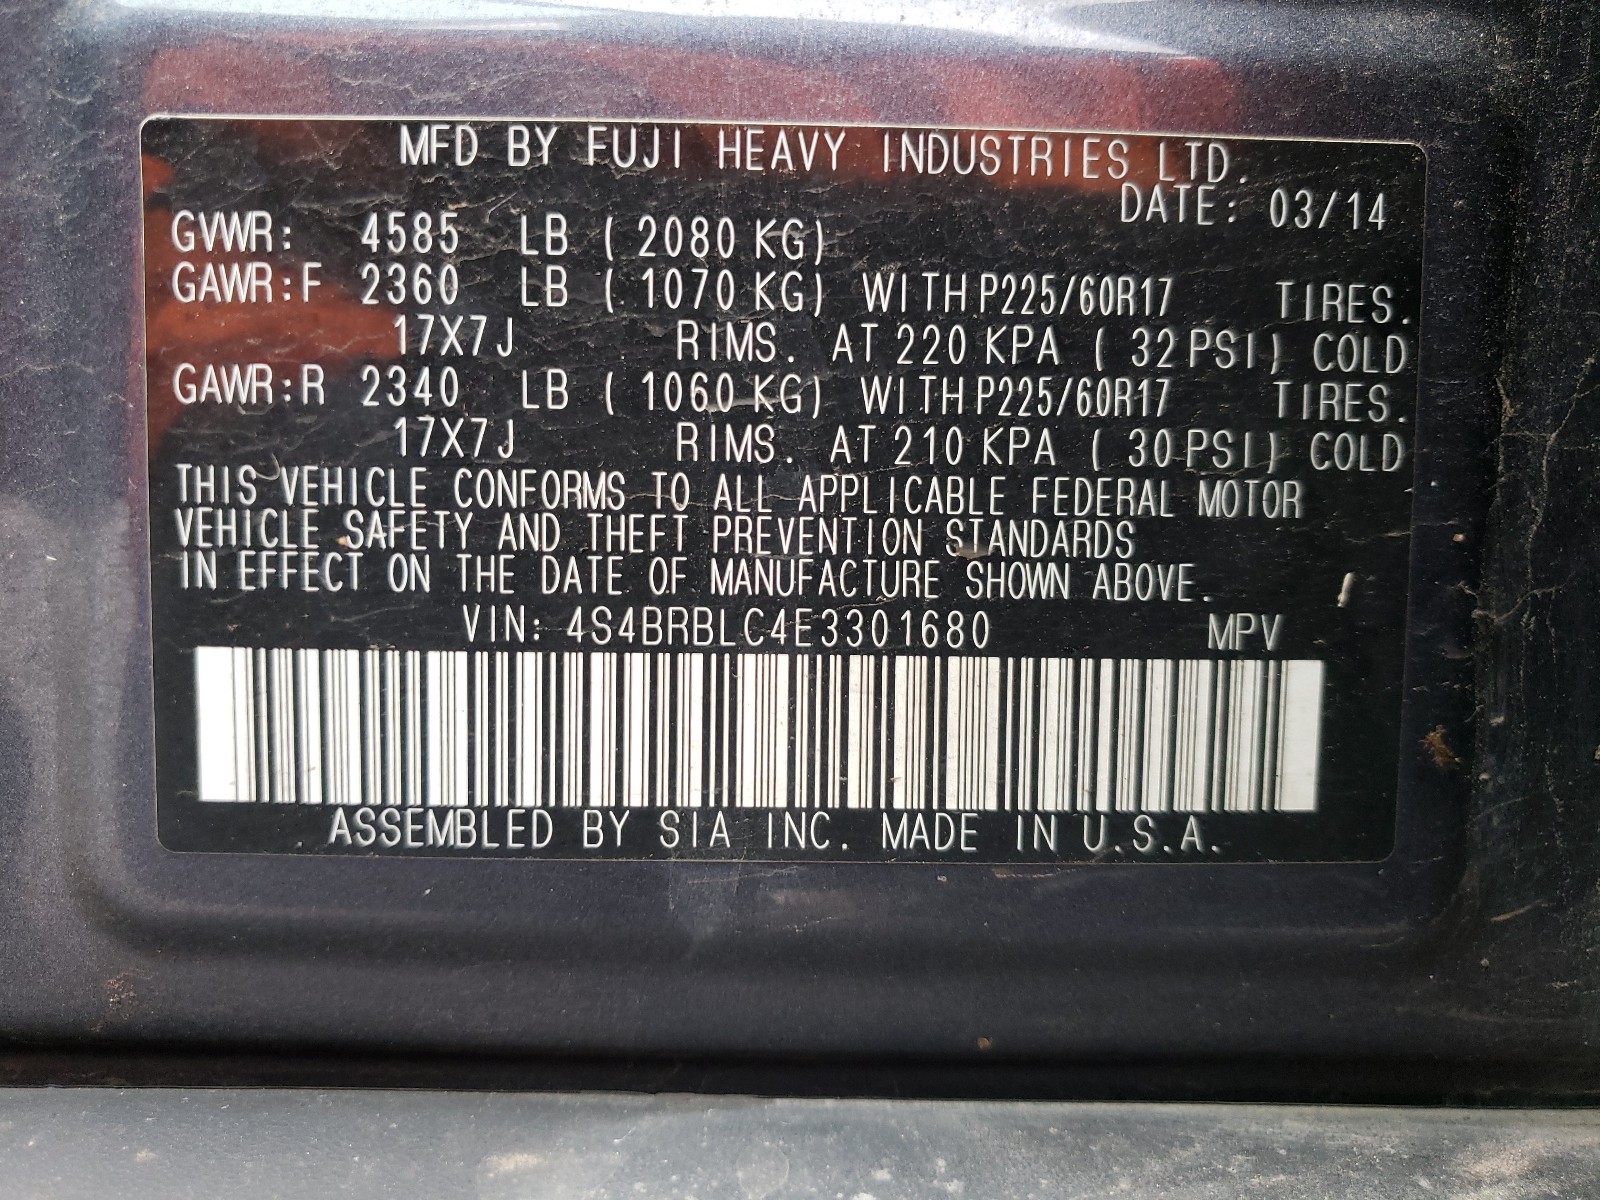 MFD BY FUJI HEAVY INDUSTRIES LTD.
DATE: 03/14
GVWR: 4585 LB ( 2080 KG)
GAWR:F 2360 LB ( 1070 KG) WITH P225/60R17 TIRES.
17X7J RIMS. AT 220 KPA ( 32 PSI) COLD
GAWR:R 2340 LB ( 1060 KG) WITH P225/60R17 TIRES.
17X7J RIMS. AT 210 KPA ( 30 PSI) COLD
THIS VEHICLE CONFORMS TO ALL APPLICABLE FEDERAL MOTOR
VEHICLE SAFETY AND THEFT PREVENTION STANDARDS
IN EFFECT ON THE DATE OF MANUFACTURE SHOWN ABOVE.
VIN: 4S4BRBLC4E3301680 MPV
ASSEMBLED BY SIA INC. MADE IN U.S.A.